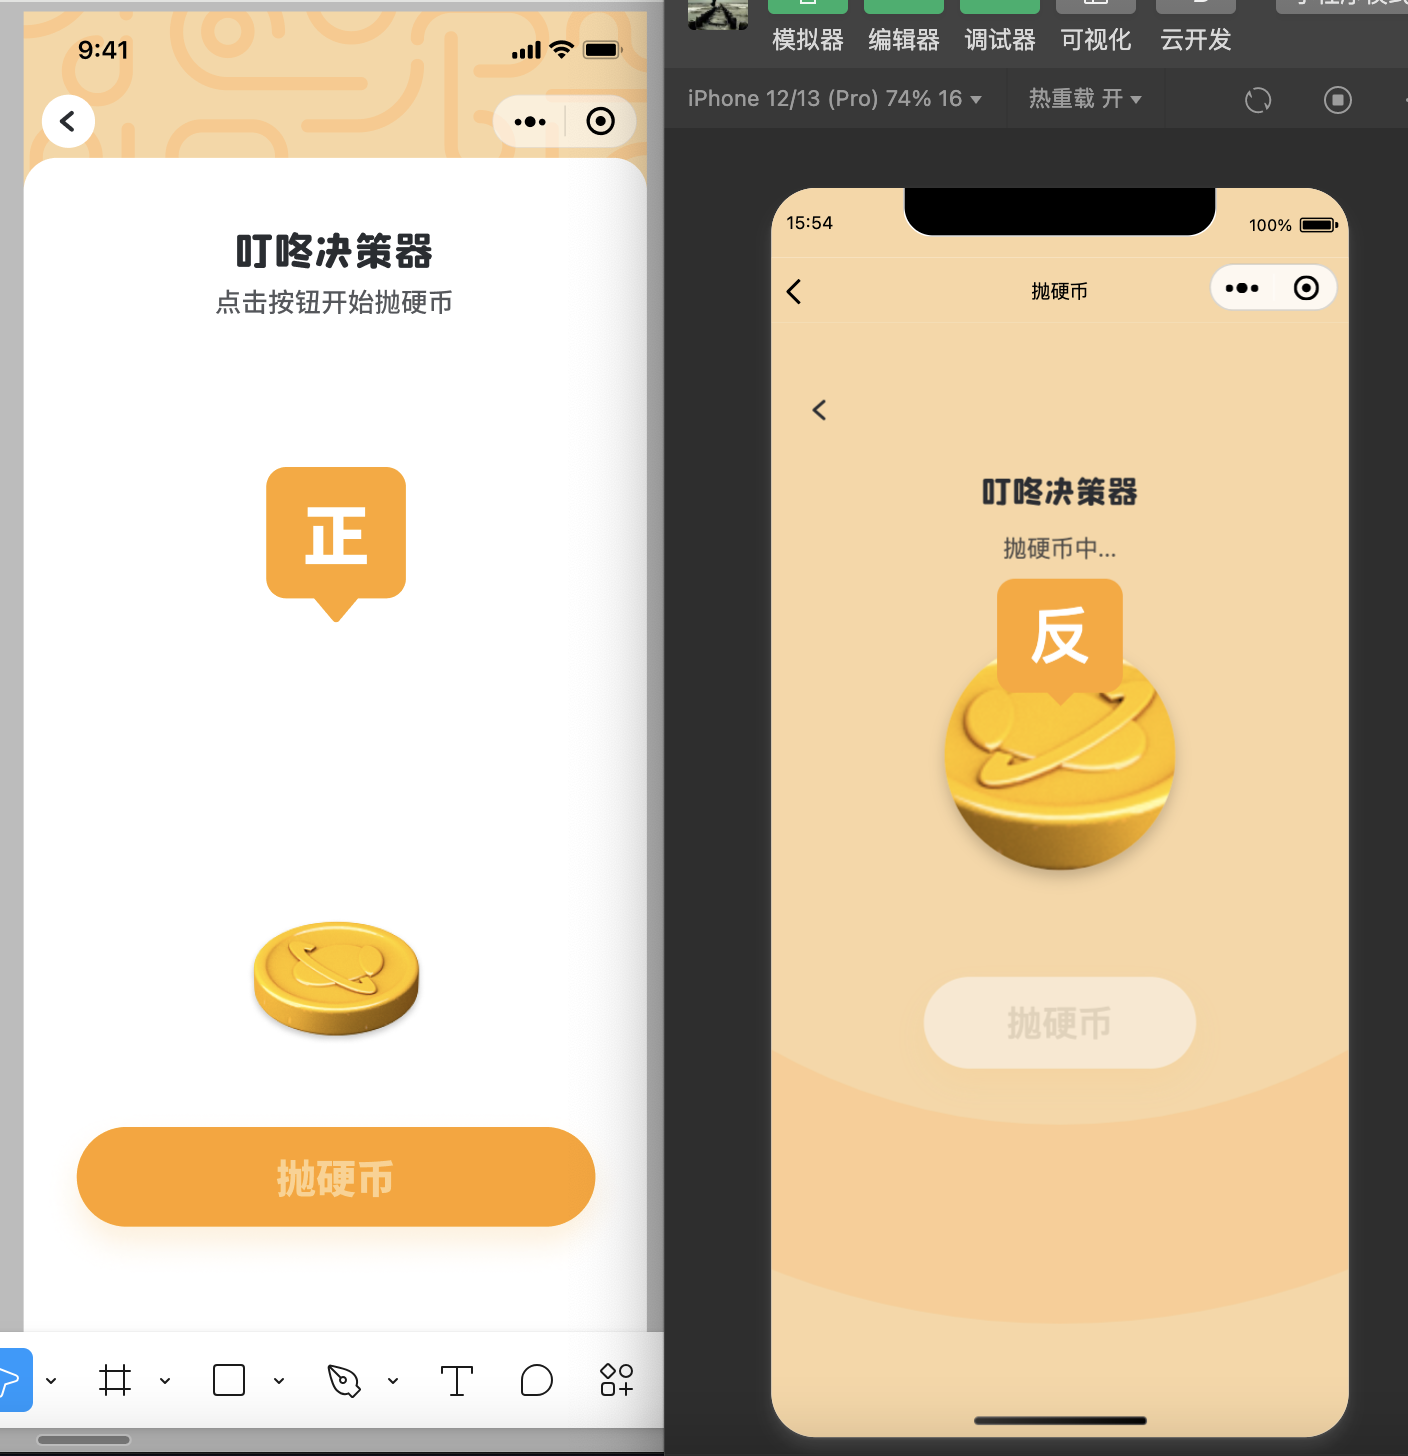 9:41
叮咚决策器
点击按钮开始抛硬币
正
抛硬币
模拟器 编辑器 调试器 可视化 云开发
iPhone 12/13 (Pro) 74% 16 热重载 开
15:54 100%
抛硬币
叮咚决策器
抛硬币中...
反
抛硬币